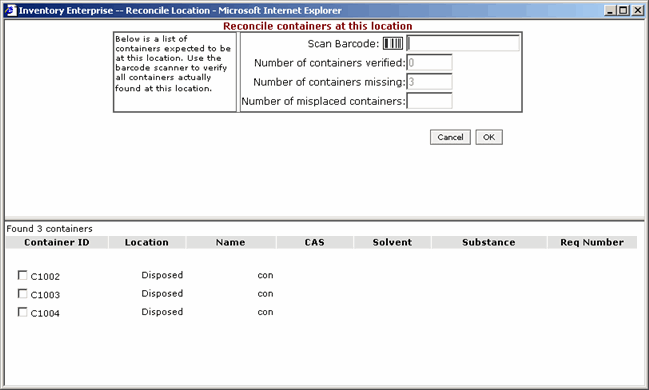 Inventory Enterprise -- Reconcile Location - Microsoft Internet Explorer
Reconcile containers at this location
Below is a list of
containers expected to be
at this location. Use the
barcode scanner to verify
all containers actually
found at this location.
Scan Barcode:
Number of containers verified: 0
Number of containers missing: 3
Number of misplaced containers:
Cancel OK
Found 3 containers
Container ID Location Name CAS Solvent Substance Req Number
C1002 Disposed con
C1003 Disposed con
C1004 Disposed con